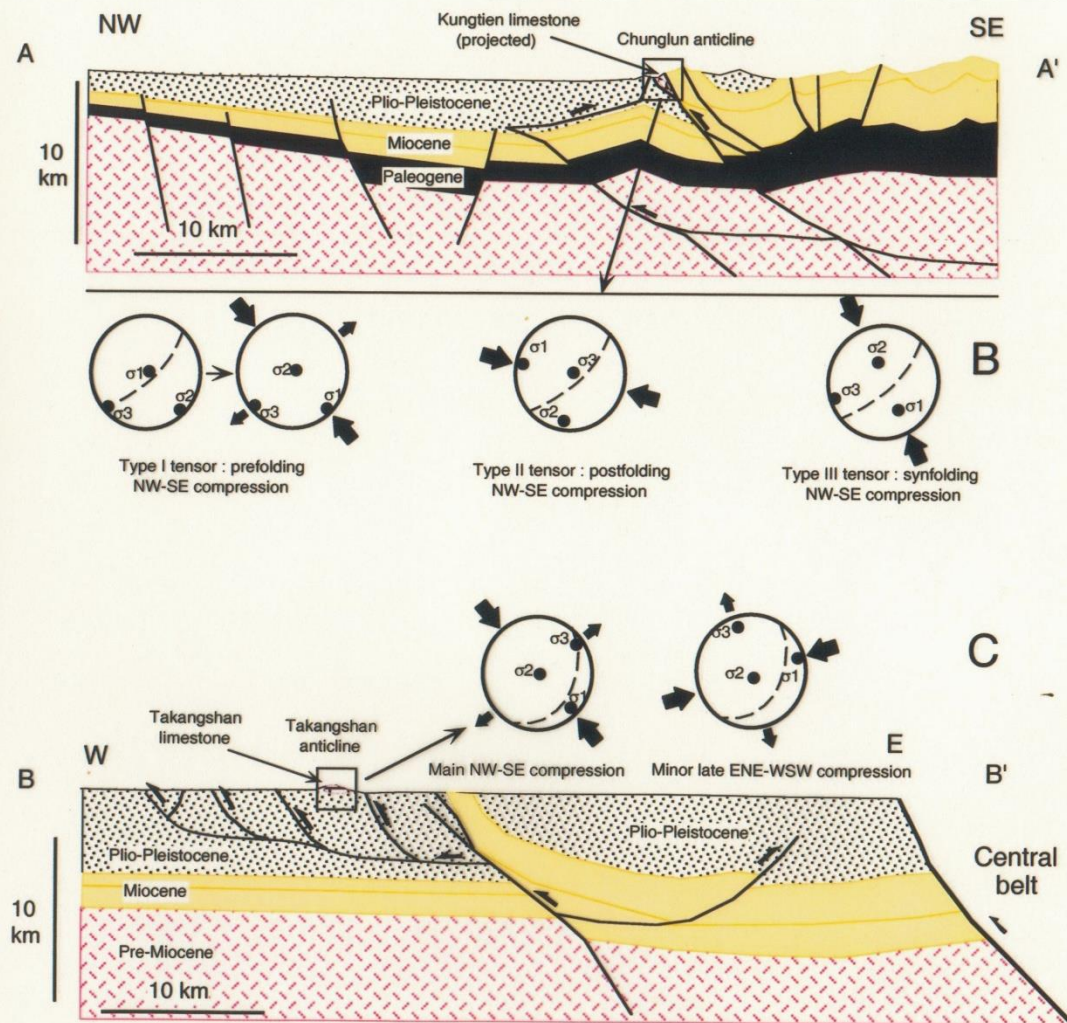 NW
Kungtien limestone
(projected)
Chunglun anticline
SE
A
A'
Plio-Pleistocene
Miocene
Paleogene
10
km
10 km
B
σ1
σ2
σ3
σ2
σ1
σ3
σ1
σ3
σ2
σ2
σ3
σ1
Type I tensor : prefolding
NW-SE compression
Type II tensor : postfolding
NW-SE compression
Type III tensor : synfolding
NW-SE compression
C
σ3
σ2
σ1
σ3
σ2
σ1
Takangshan
limestone
Takangshan
anticline
W
E
B
B'
Main NW-SE compression
Minor late ENE-WSW compression
Plio-Pleistocene
Plio-Pleistocene
Miocene
Central
belt
10
km
Pre-Miocene
10 km